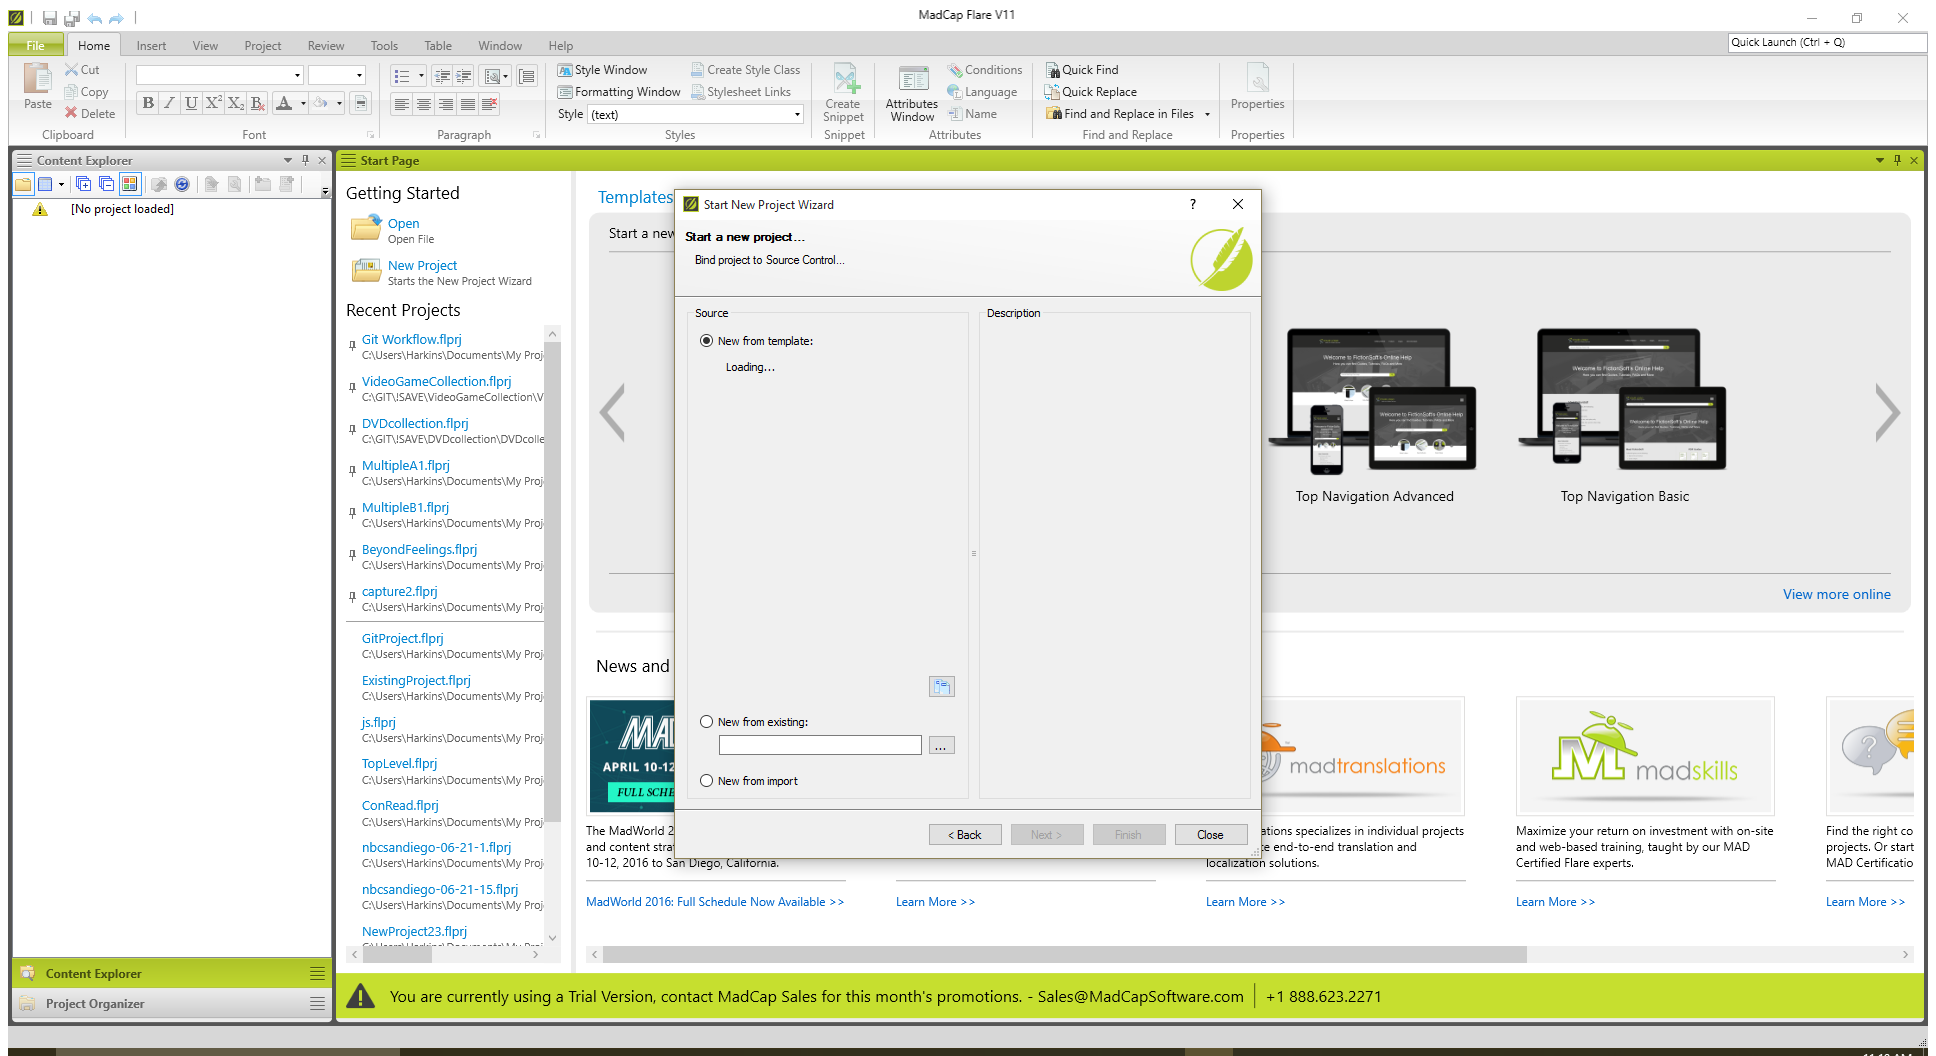 MadCap Flare V11
File Home Insert View Project Review Tools Table Window Help
Quick Launch (Ctrl + Q)
Paste
Cut
Copy
Delete
Clipboard
B I U X² X₂ B A
Font
Paragraph
Style Window
Formatting Window
Style (text)
Create Style Class
Stylesheet Links
Styles
Create Snippet
Snippet
Attributes Window
Conditions
Language
Name
Attributes
Quick Find
Quick Replace
Find and Replace in Files
Find and Replace
Properties
Properties
Content Explorer
[No project loaded]
Content Explorer
Project Organizer
Start Page
Getting Started
Open
Open File
New Project
Starts the New Project Wizard
Recent Projects
Git Workflow.flprj
C:\Users\Harkins\Documents\My Proj
VideoGameCollection.flprj
C:\GIT\!SAVE\VideoGameCollection\V
DVDcollection.flprj
C:\GIT\!SAVE\DVDcollection\DVDcolle
MultipleA1.flprj
C:\Users\Harkins\Documents\My Proj
MultipleB1.flprj
C:\Users\Harkins\Documents\My Proj
BeyondFeelings.flprj
C:\Users\Harkins\Documents\My Proj
capture2.flprj
C:\Users\Harkins\Documents\My Proj
GitProject.flprj
C:\Users\Harkins\Documents\My Proj
ExistingProject.flprj
C:\Users\Harkins\Documents\My Proj
js.flprj
C:\Users\Harkins\Documents\My Proj
TopLevel.flprj
C:\Users\Harkins\Documents\My Proj
ConRead.flprj
C:\Users\Harkins\Documents\My Proj
nbcsandiego-06-21-1.flprj
C:\Users\Harkins\Documents\My Proj
nbcsandiego-06-21-15.flprj
C:\Users\Harkins\Documents\My Proj
NewProject23.flprj
Templates
Start a new
Top Navigation Advanced
Top Navigation Basic
View more online
News and
APRIL 10-12
FULL SCHE
The MadWorld 2
and content stra
10-12, 2016 to San Diego, California.
MadWorld 2016: Full Schedule Now Available >>
Learn More >>
madtranslations
ations specializes in individual projects
te end-to-end translation and
localization solutions.
Learn More >>
madskills
Maximize your return on investment with on-site
and web-based training, taught by our MAD
Certified Flare experts.
Learn More >>
Find the right co
projects. Or start
MAD Certificatio
Learn More >>
Start New Project Wizard
Start a new project...
Bind project to Source Control...
Source
New from template:
Loading...
New from existing:
...
New from import
Description
< Back Next > Finish Close
You are currently using a Trial Version, contact MadCap Sales for this month's promotions. - Sales@MadCapSoftware.com +1 888.623.2271